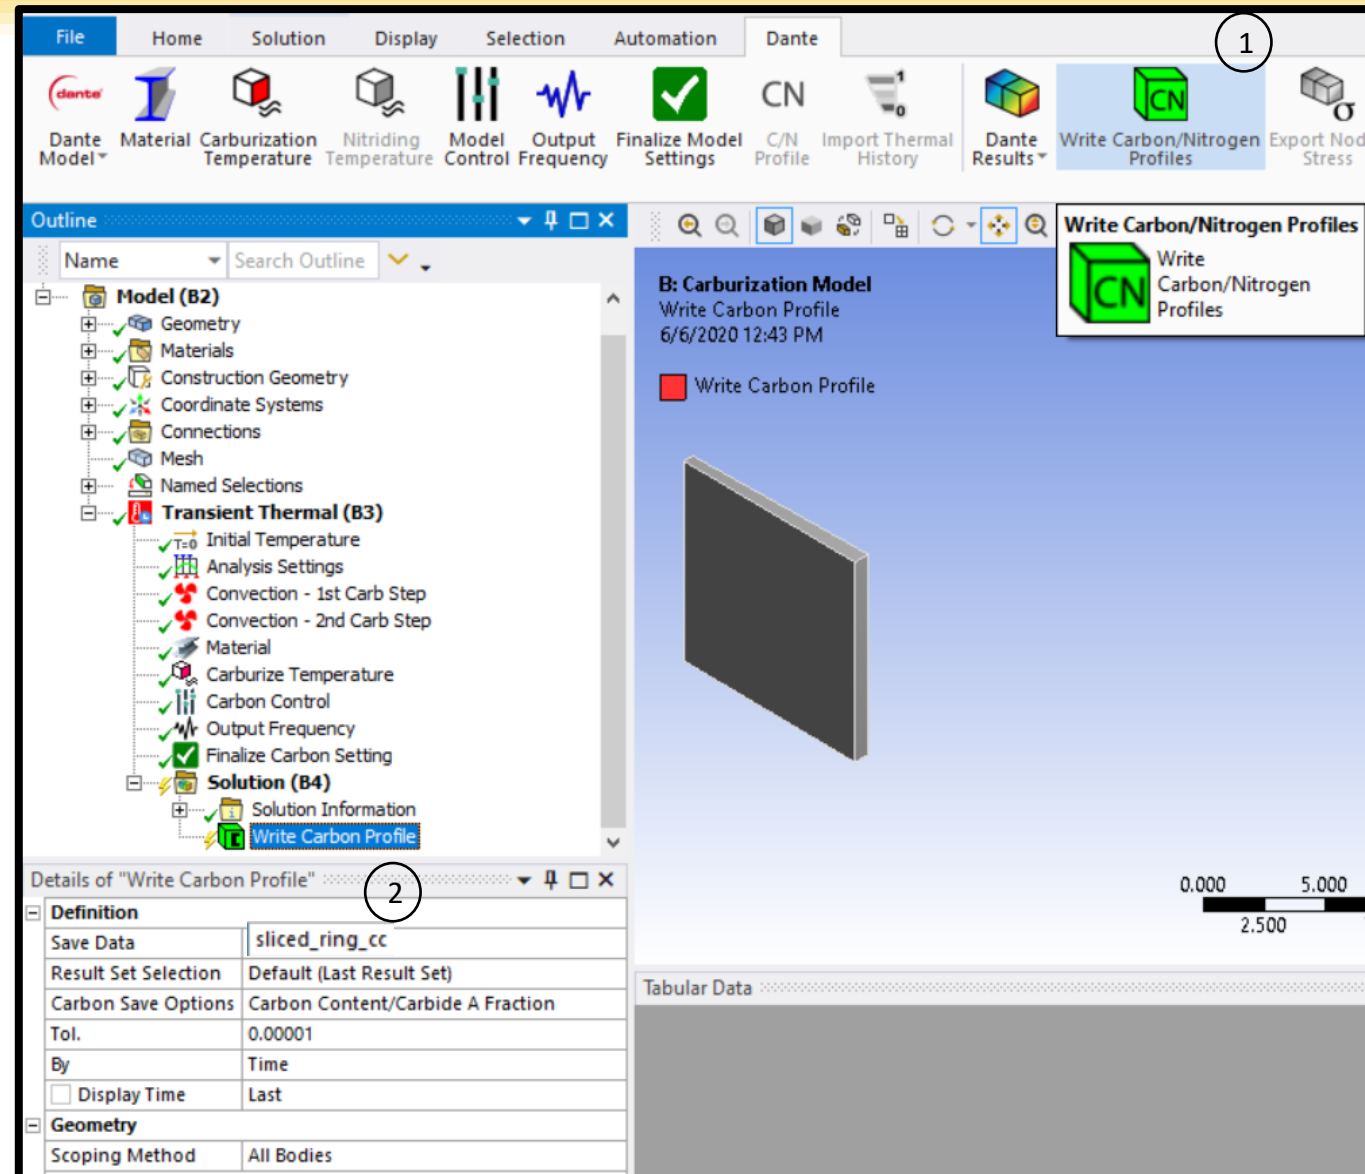 File Home Solution Display Selection Automation Dante
1
dante
CN
CN
1
0
σ
Dante Model
Material
Carburization Temperature
Nitriding Temperature
Model Control
Output Frequency
Finalize Model Settings
C/N Profile
Import Thermal History
Dante Results
Write Carbon/Nitrogen Profiles
Export Nod
Stress
Outline
Name
Search Outline
Write Carbon/Nitrogen Profiles
CN
Write
Carbon/Nitrogen
Profiles
Model (B2)
Geometry
Materials
Construction Geometry
Coordinate Systems
Connections
Mesh
Named Selections
Transient Thermal (B3)
T=0 Initial Temperature
Analysis Settings
Convection - 1st Carb Step
Convection - 2nd Carb Step
Material
Carburize Temperature
Carbon Control
Output Frequency
Finalize Carbon Setting
Solution (B4)
Solution Information
Write Carbon Profile
B: Carburization Model
Write Carbon Profile
6/6/2020 12:43 PM
Write Carbon Profile
0.000 5.000
2.500
Details of "Write Carbon Profile"
2
Definition
Save Data sliced_ring_cc
Result Set Selection Default (Last Result Set)
Carbon Save Options Carbon Content/Carbide A Fraction
Tol. 0.00001
By Time
Display Time Last
Geometry
Scoping Method All Bodies
Tabular Data